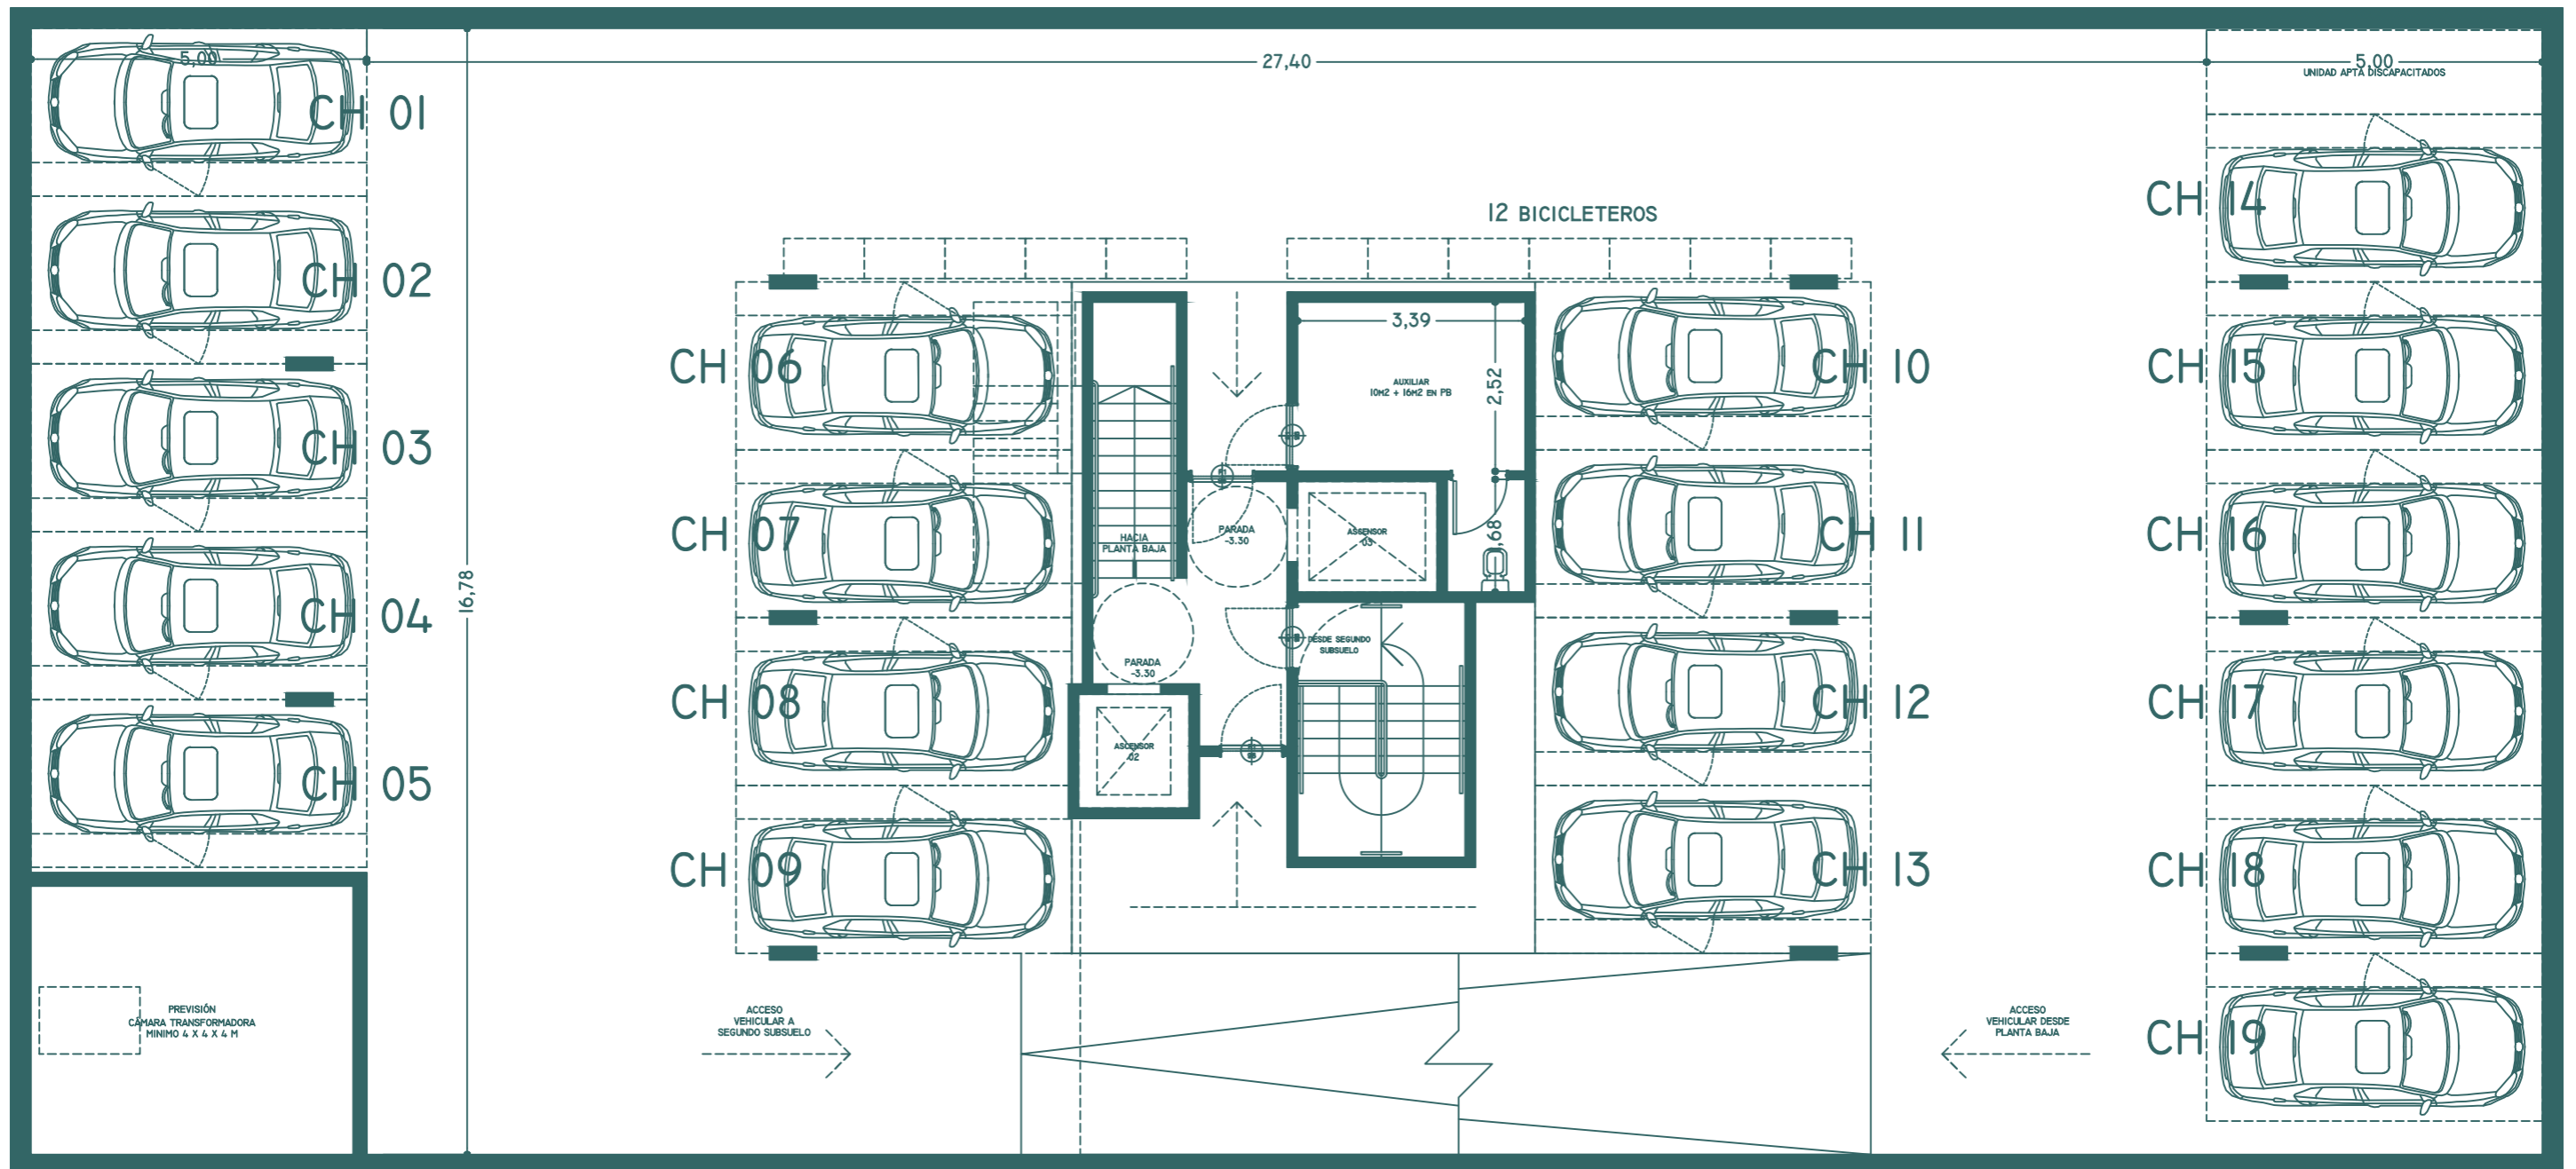 5,00
27,40
5,00
UNIDAD APTA DISCAPACITADOS
CH 01
CH 14
12 BICICLETEROS
CH 02
3,39
CH 06
2,52
AUXILIAR
10M2 + 16M2 EN PB
CH 10
CH 15
CH 03
CH 07
HACIA
PLANTA BAJA
PARADA
-3.30
ASCENSOR
03
,68
CH 11
CH 16
16,78
CH 04
DESDE SEGUNDO
SUBSUELO
PARADA
-3.30
CH 08
CH 12
CH 17
ASCENSOR
02
CH 05
CH 09
CH 13
CH 18
PREVISIÓN
CÁMARA TRANSFORMADORA
MINIMO 4 X 4 X 4 M
ACCESO
VEHICULAR A
SEGUNDO SUBSUELO
ACCESO
VEHICULAR DESDE
PLANTA BAJA
CH 19